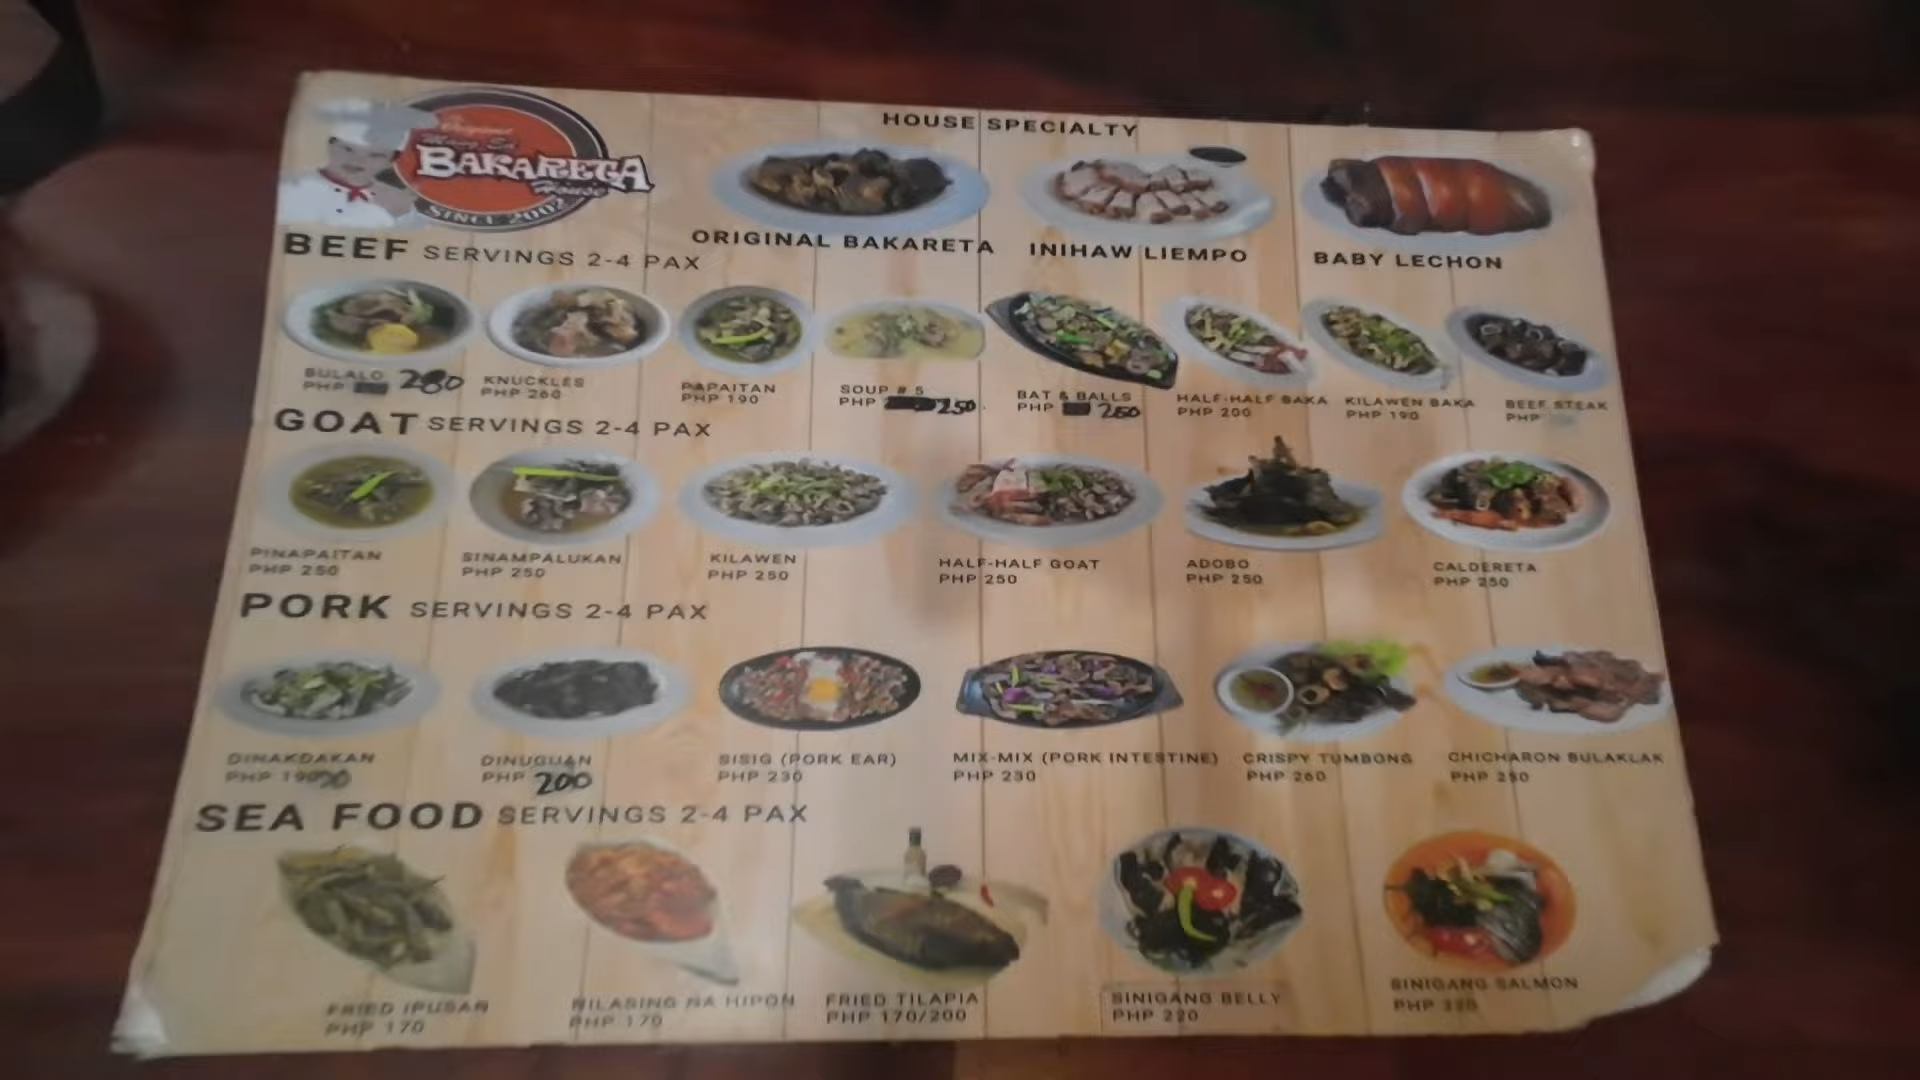 BAKARETA
House
SINCE 2002
HOUSE SPECIALTY
ORIGINAL BAKARETA
INIHAW LIEMPO
BABY LECHON
BEEF SERVINGS 2-4 PAX
BULALO
PHP 280
KNUCKLES
PHP 260
PAPAITAN
PHP 190
SOUP # 5
PHP 250
BAT & BALLS
PHP 260
HALF-HALF BAKA
PHP 200
KILAWEN BAKA
PHP 190
BEEF STEAK
PHP
GOAT SERVINGS 2-4 PAX
PINAPAITAN
PHP 250
SINAMPALUKAN
PHP 250
KILAWEN
PHP 250
HALF-HALF GOAT
PHP 250
ADOBO
PHP 250
CALDERETA
PHP 250
PORK SERVINGS 2-4 PAX
DINAKDAKAN
PHP
DINUGUAN
PHP 200
SISIG (PORK EAR)
PHP 230
MIX-MIX (PORK INTESTINE)
PHP 230
CRISPY TUMBONG
PHP 260
CHICHARON BULAKLAK
PHP 250
SEA FOOD SERVINGS 2-4 PAX
FRIED IPUSAN
PHP 170
NILASING NA HIPON
PHP 170
FRIED TILAPIA
PHP 170/200
SINIGANG BELLY
PHP 220
SINIGANG SALMON
PHP